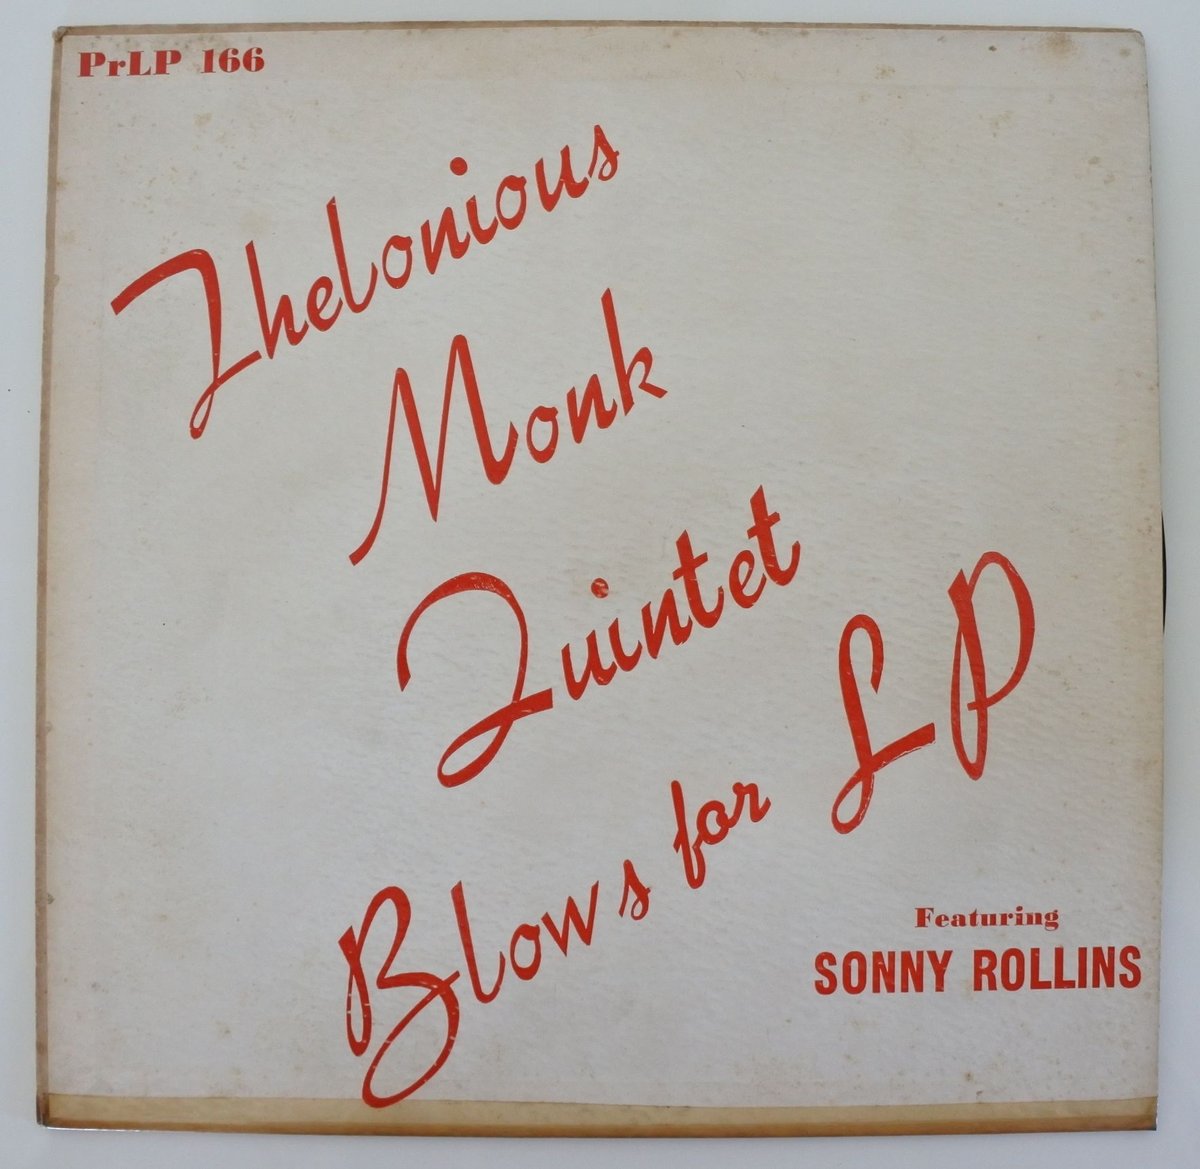 PrLP 166
Thelonious
Monk
Quintet
Blows for LP
Featuring
SONNY ROLLINS